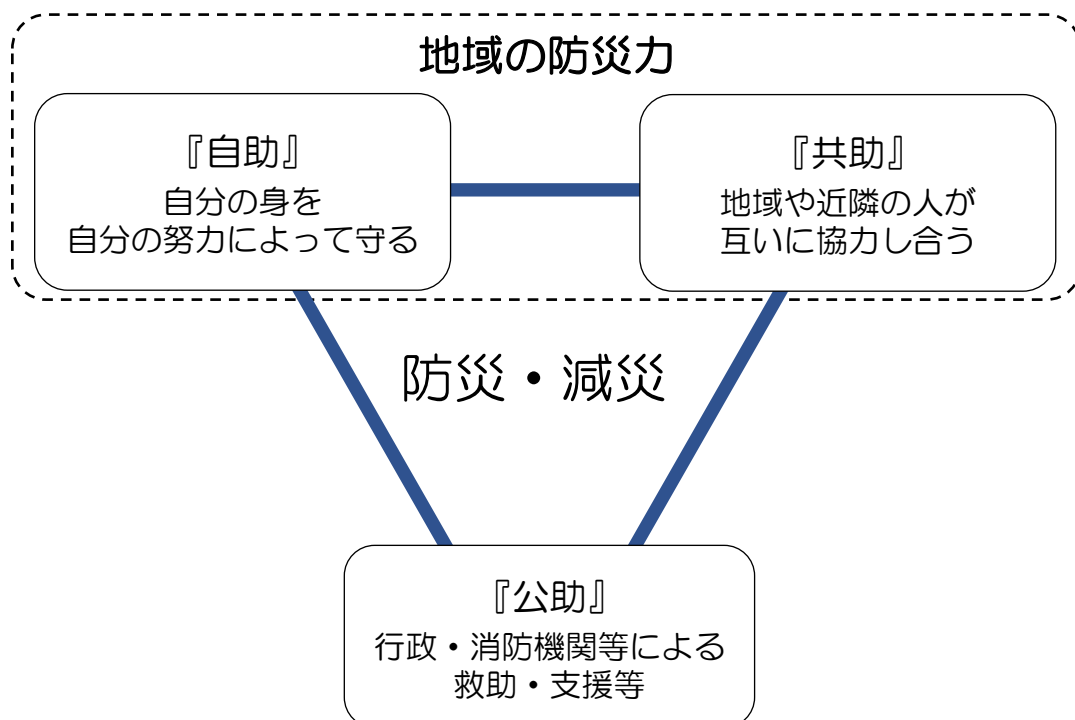 地域の防災力
『自助』
自分の身を
自分の努力によって守る
『共助』
地域や近隣の人が
互いに協力し合う
防災・減災
『公助』
行政・消防機関等による
救助・支援等